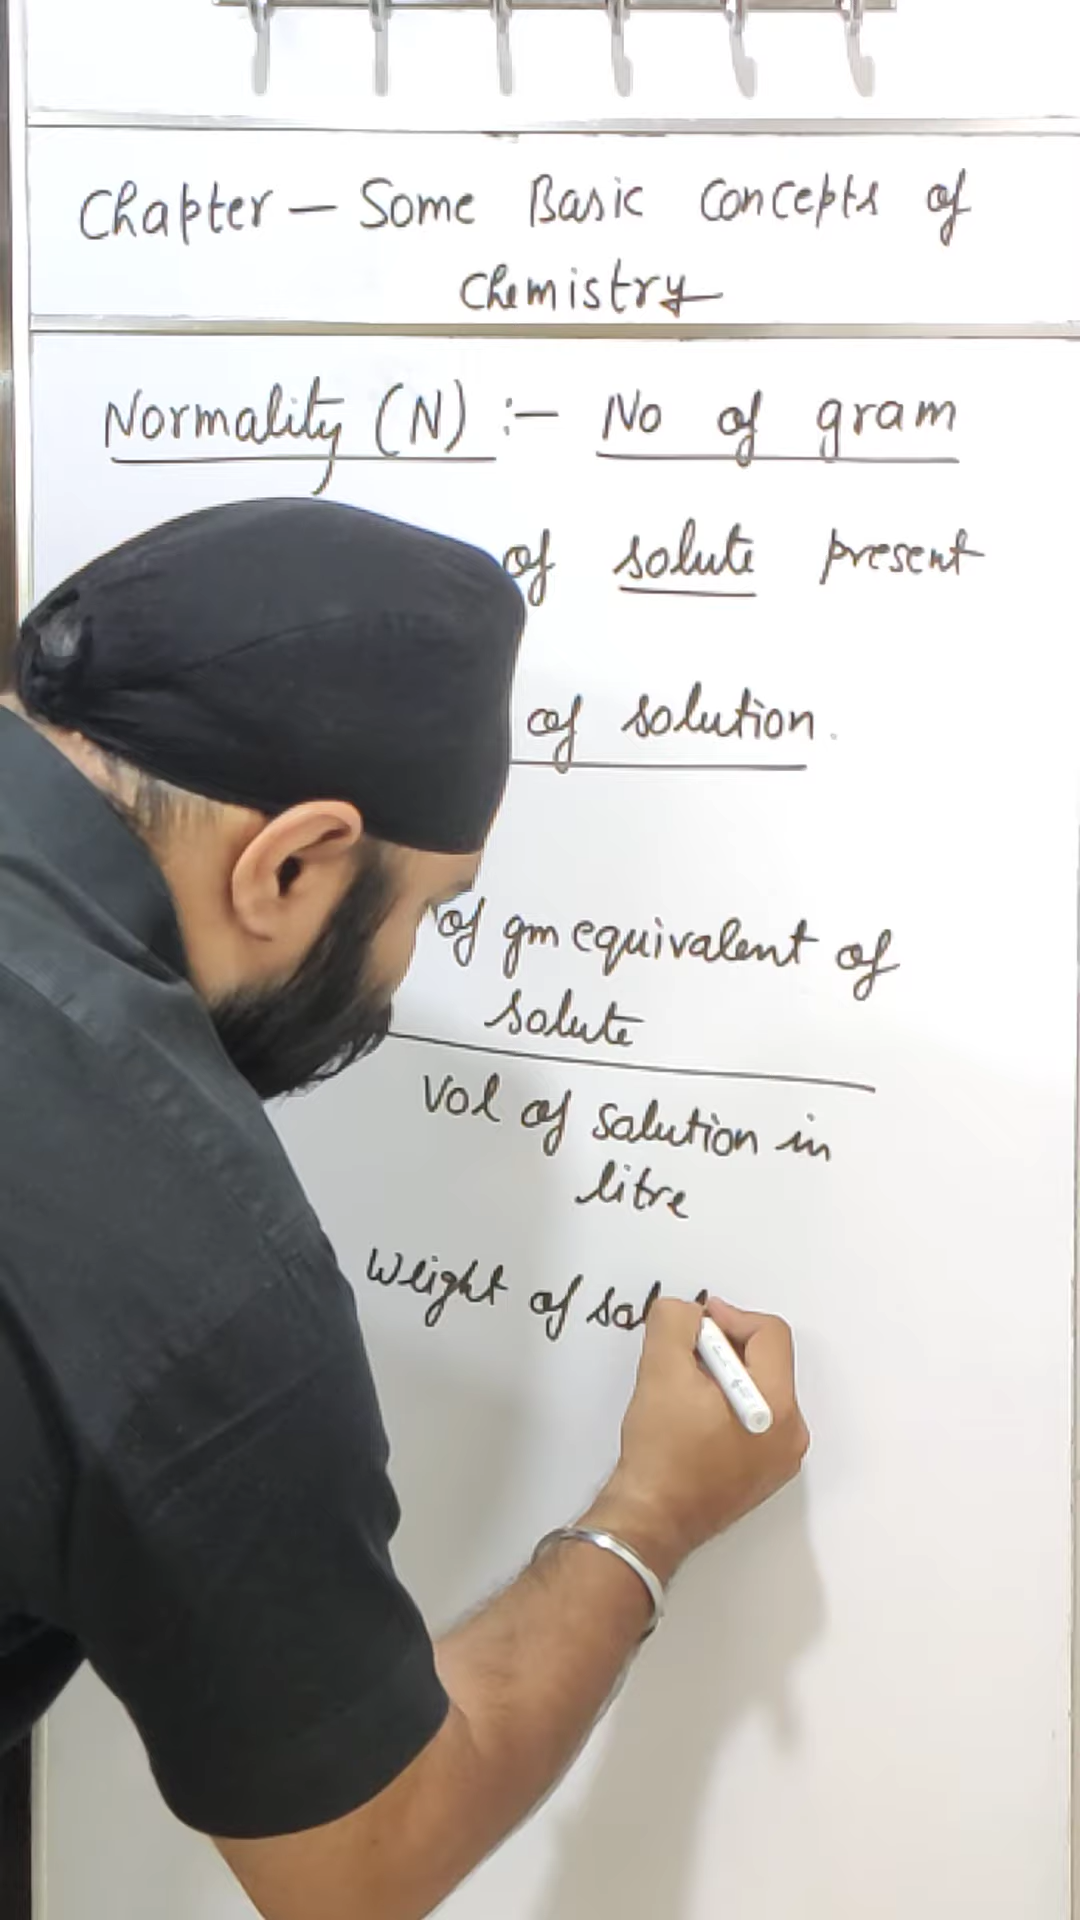 Chapter – Some Basic Concepts of
Chemistry
Normality (N) :– No of gram
of solute present
of solution.
of gm equivalent of
solute
Vol of solution in
litre
Weight of